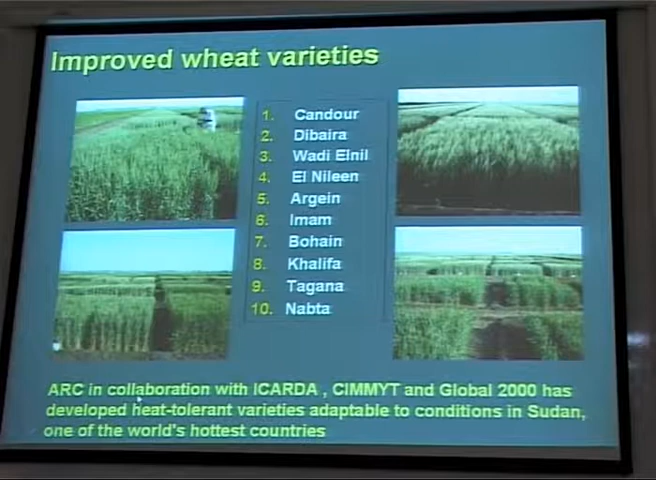 Improved wheat varieties
1. Candour
2. Dibaira
3. Wadi Elnil
4. El Nileen
5. Argein
6. Imam
7. Bohain
8. Khalifa
9. Tagana
10. Nabta
ARC in collaboration with ICARDA , CIMMYT and Global 2000 has
developed heat-tolerant varieties adaptable to conditions in Sudan,
one of the world's hottest countries